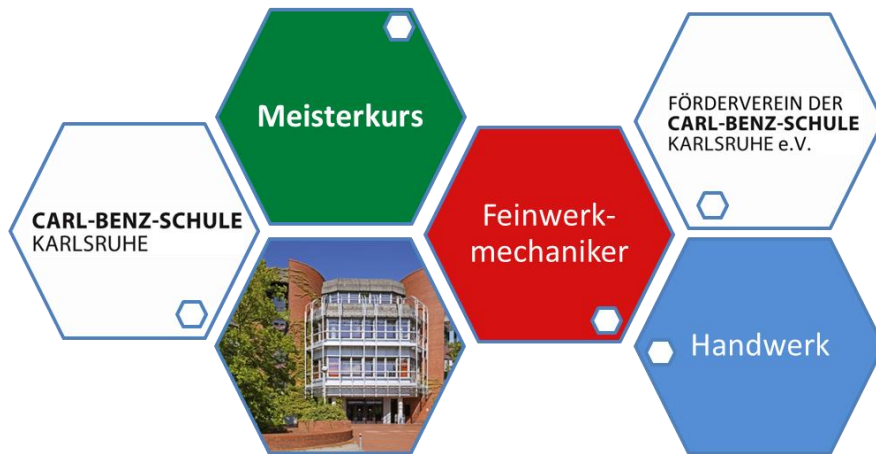 Meisterkurs
FÖRDERVEREIN DER
CARL-BENZ-SCHULE
KARLSRUHE e.V.
CARL-BENZ-SCHULE
KARLSRUHE
Feinwerk-
mechaniker
Handwerk